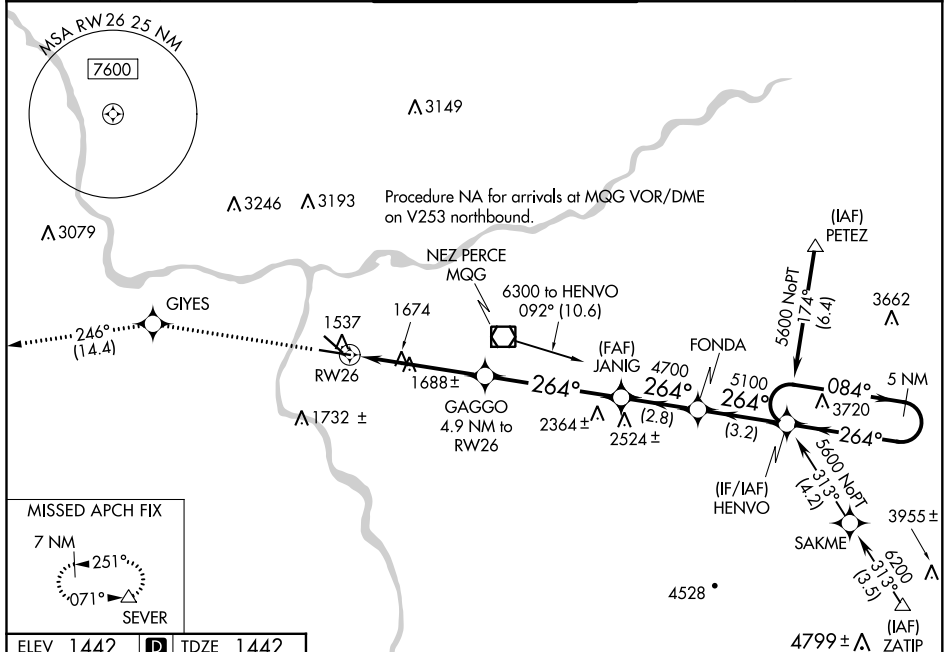 MSA RW26 25 NM
7600
3149
3246
3193
3079
Procedure NA for arrivals at MQG VOR/DME
on V253 northbound.
(IAF)
PETEZ
NEZ PERCE
MQG
6300 to HENVO
092° (10.6)
5600 NoPT
174°
(6.4)
3662
GIYES
246°
(14.4)
1537
1674
RW26
1688±
(FAF)
JANIG
4700
FONDA
5100
264°
264°
264°
(2.8)
(3.2)
084°
5 NM
3720
264°
GAGGO
4.9 NM to
RW26
2364±
2524±
1732 ±
(IF/IAF)
HENVO
5600 NoPT
313°
(4.2)
SAKME
3955±
6200
313°
(3.5)
(IAF)
ZATIP
4528
4799±
MISSED APCH FIX
7 NM
251°
071°
SEVER
ELEV 1442 D TDZE 1442